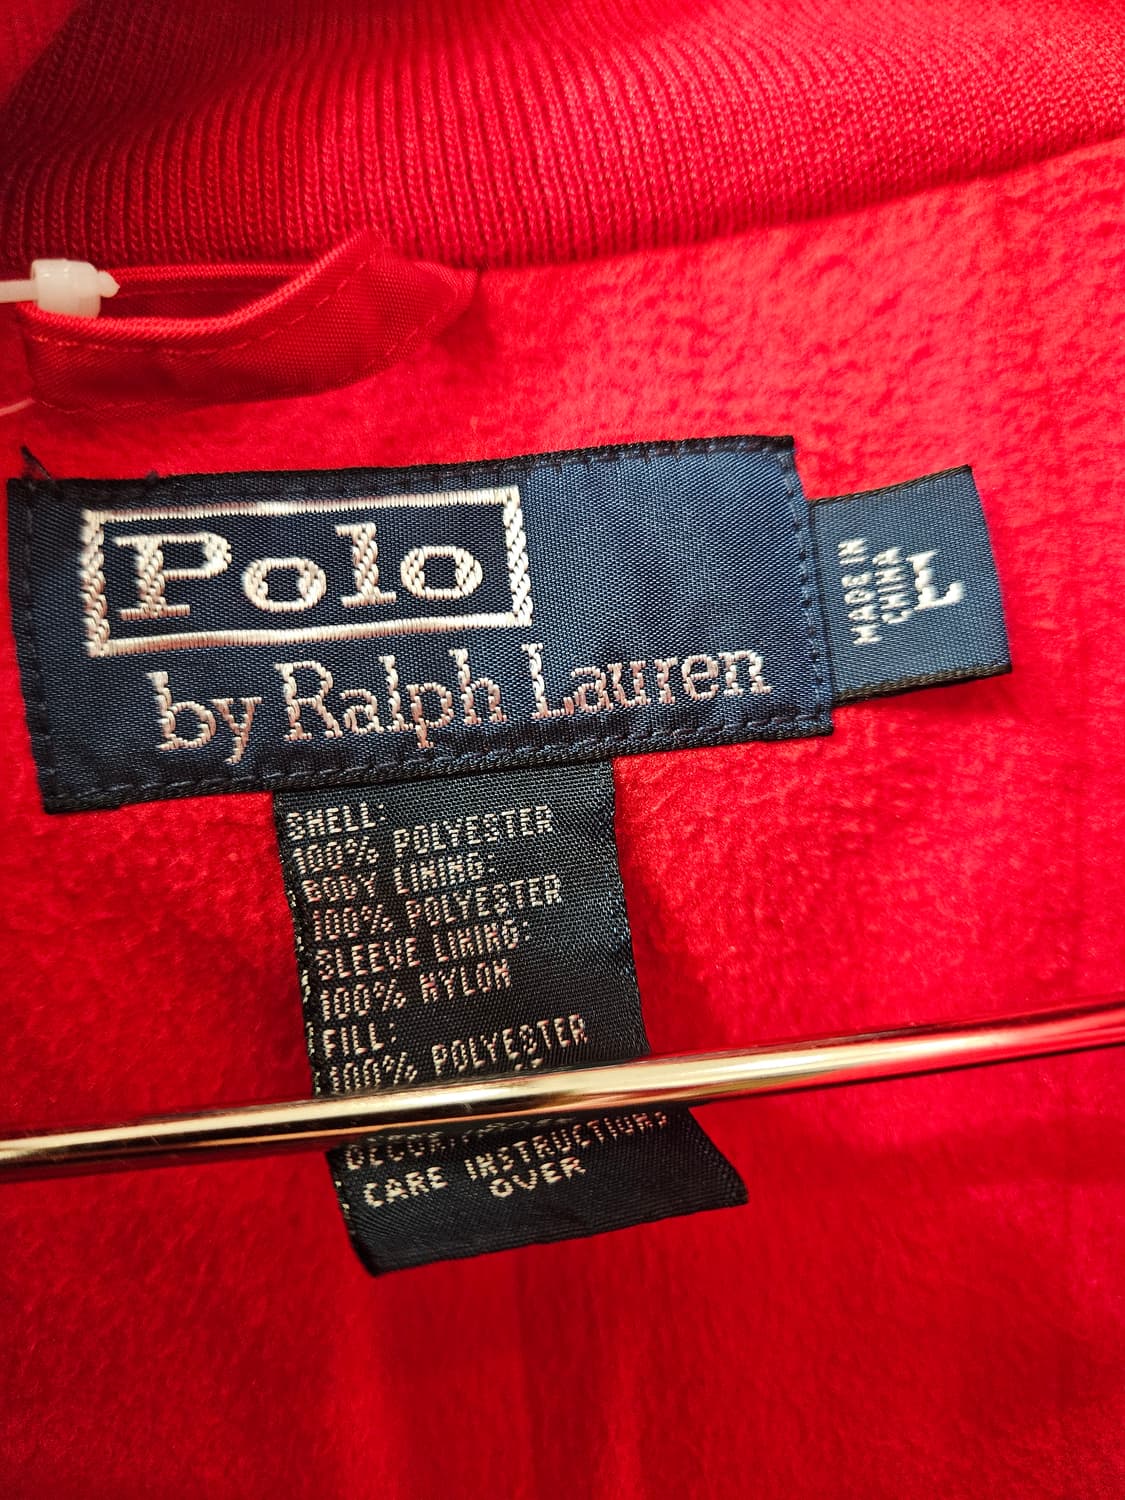 Polo
by Ralph Lauren
MADE IN
CHINA
L
SHELL:
100% POLYESTER
BODY LINING:
100% POLYESTER
SLEEVE LINING:
100% NYLON
FILL:
100% POLYESTER
CARE INSTRUCTIONS
OVER